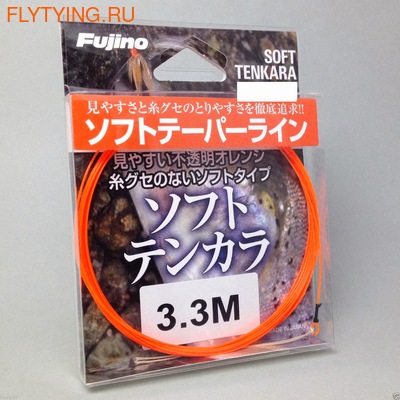 FLYTYING.RU
Fujino
SOFT
TENKARA
見やすさと糸グセのとりやすさを徹底追求!!
ソフトテーパーライン
見やすい不透明オレンジ
糸グセのないソフトタイプ
ソフト
テンカラ
3.3M
MADE IN JAPAN